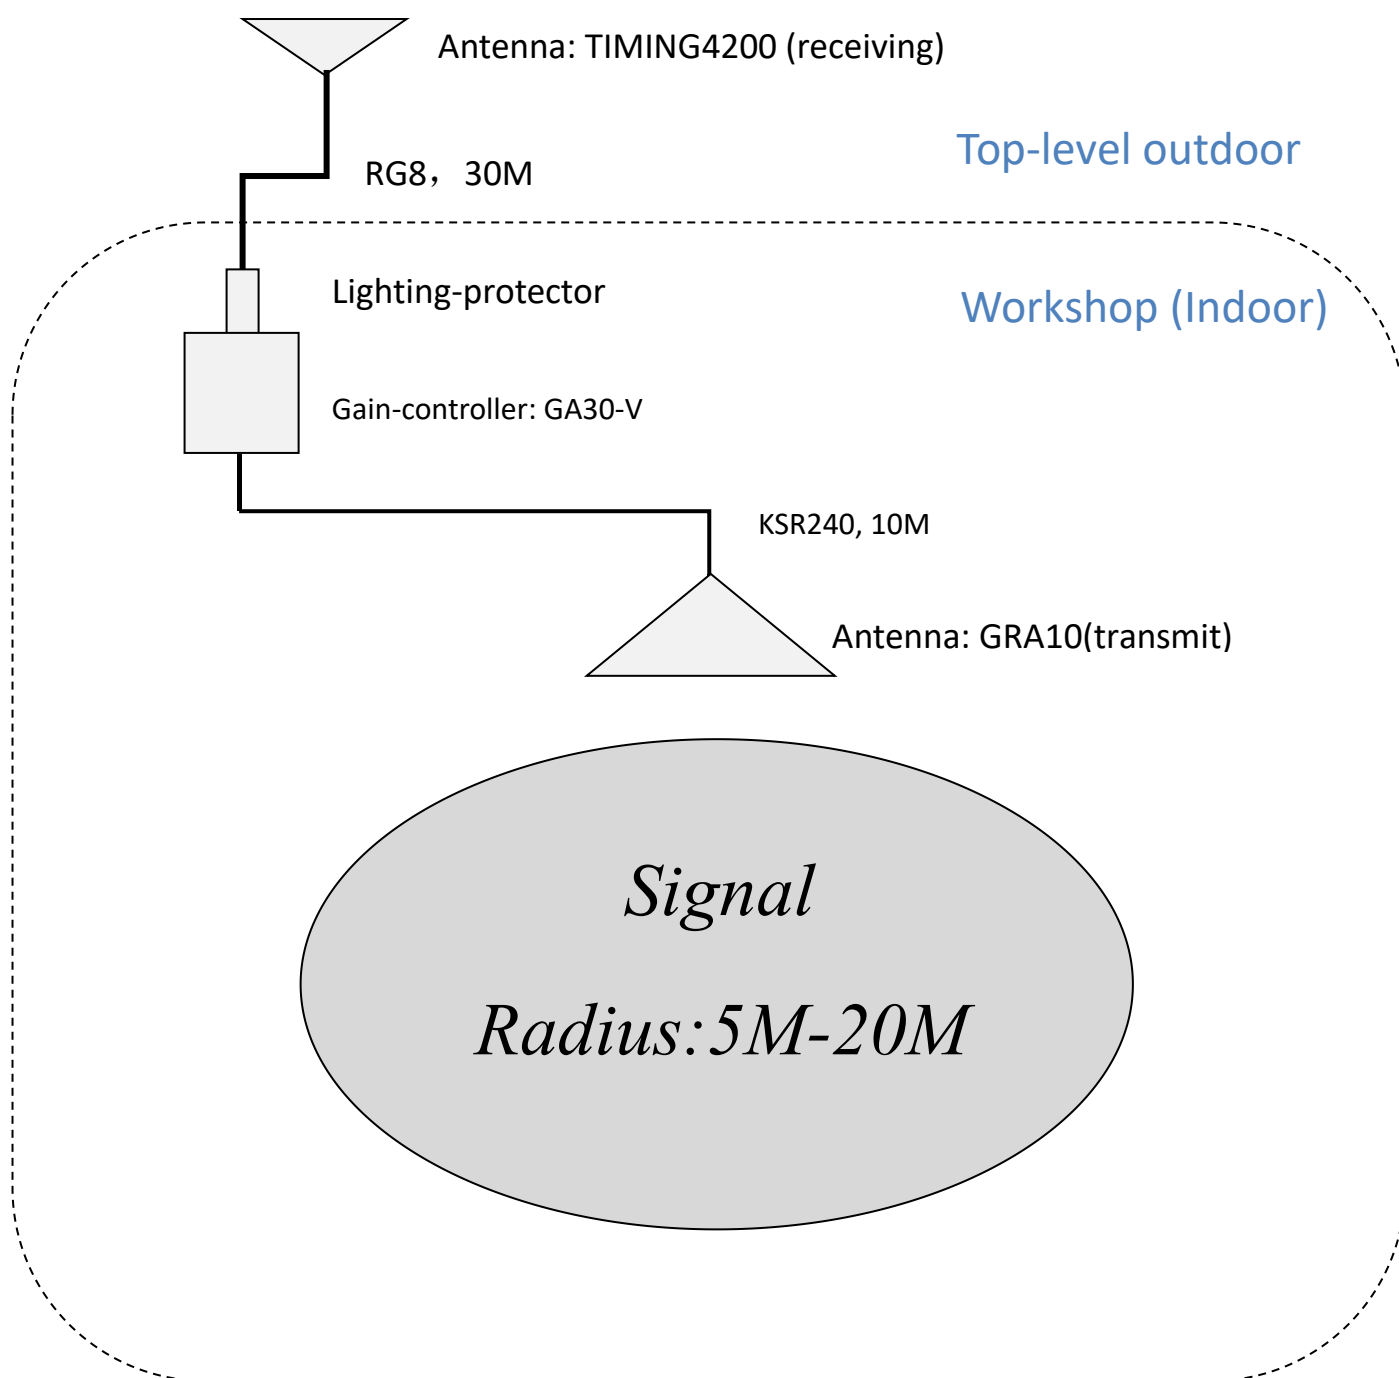 Antenna: TIMING4200 (receiving)
Top-level outdoor
RG8，30M
Lighting-protector
Workshop (Indoor)
Gain-controller: GA30-V
KSR240, 10M
Antenna: GRA10(transmit)
Signal
Radius:5M-20M